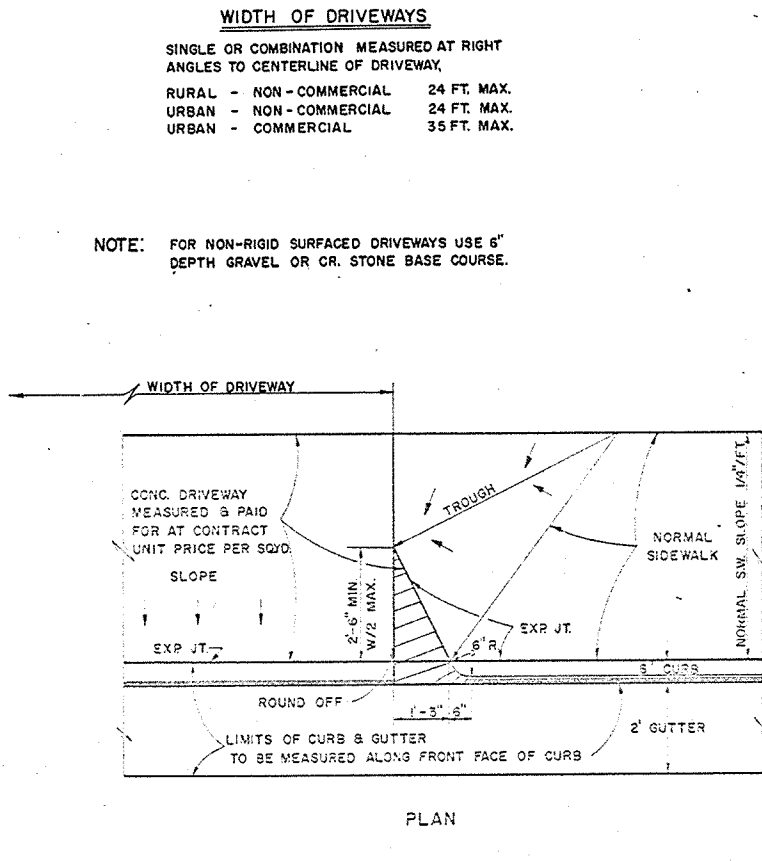 WIDTH OF DRIVEWAYS
SINGLE OR COMBINATION MEASURED AT RIGHT
ANGLES TO CENTERLINE OF DRIVEWAY,
RURAL - NON-COMMERCIAL 24 FT. MAX.
URBAN - NON-COMMERCIAL 24 FT. MAX.
URBAN - COMMERCIAL 35 FT. MAX.
NOTE: FOR NON-RIGID SURFACED DRIVEWAYS USE 6"
DEPTH GRAVEL OR CR. STONE BASE COURSE.
WIDTH OF DRIVEWAY
CONC. DRIVEWAY
MEASURED & PAID
FOR AT CONTRACT
UNIT PRICE PER SQYD.
SLOPE
EXP. JT.
TROUGH
2'-6" MIN.
W/2 MAX.
EXP. JT.
6" R.
NORMAL
SIDEWALK
NORMAL S.W. SLOPE 1/4"/FT.
6" CURB
ROUND OFF
1'-3" 6"
2' GUTTER
LIMITS OF CURB & GUTTER
TO BE MEASURED ALONG FRONT FACE OF CURB
PLAN